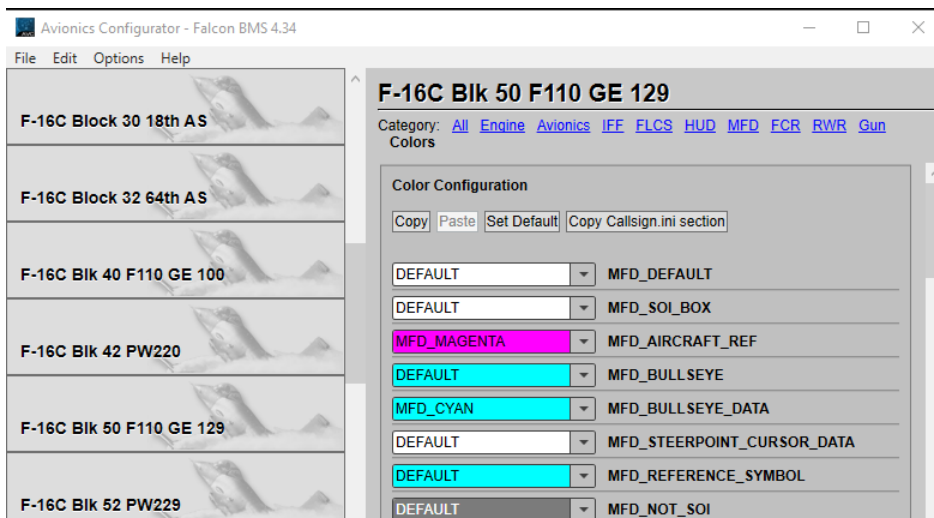 Avionics Configurator - Falcon BMS 4.34
File Edit Options Help
F-16C Block 30 18th AS
F-16C Block 32 64th AS
F-16C Blk 40 F110 GE 100
F-16C Blk 42 PW220
F-16C Blk 50 F110 GE 129
F-16C Blk 52 PW229
F-16C Blk 50 F110 GE 129
Category: All Engine Avionics IFF FLCS HUD MFD FCR RWR Gun
Colors
Color Configuration
Copy Paste Set Default Copy Callsign.ini section
DEFAULT MFD_DEFAULT
DEFAULT MFD_SOI_BOX
MFD_MAGENTA MFD_AIRCRAFT_REF
DEFAULT MFD_BULLSEYE
MFD_CYAN MFD_BULLSEYE_DATA
DEFAULT MFD_STEERPOINT_CURSOR_DATA
DEFAULT MFD_REFERENCE_SYMBOL
DEFAULT MFD_NOT_SOI